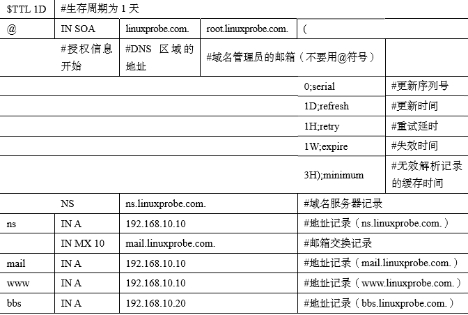 $TTL 1D #生存周期为 1 天
@ IN SOA linuxprobe.com. root.linuxprobe.com. (
#授权信息开始 #DNS 区域的地址 #域名管理员的邮箱（不要用@符号）
0;serial #更新序列号
1D;refresh #更新时间
1H;retry #重试延时
1W;expire #失效时间
3H);minimum #无效解析记录的缓存时间
NS ns.linuxprobe.com. #域名服务器记录
ns IN A 192.168.10.10 #地址记录（ns.linuxprobe.com.）
IN MX 10 mail.linuxprobe.com. #邮箱交换记录
mail IN A 192.168.10.10 #地址记录（mail.linuxprobe.com.）
www IN A 192.168.10.10 #地址记录（www.linuxprobe.com.）
bbs IN A 192.168.10.20 #地址记录（bbs.linuxprobe.com.）